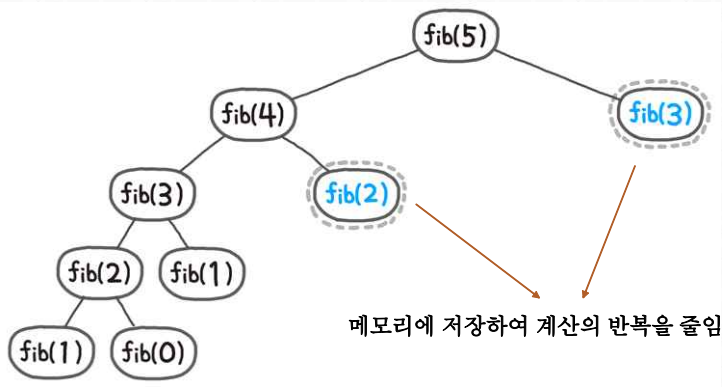 fib(5)
fib(4)
fib(3)
fib(3)
fib(2)
fib(2)
fib(1)
fib(1)
fib(0)
메모리에 저장하여 계산의 반복을 줄임